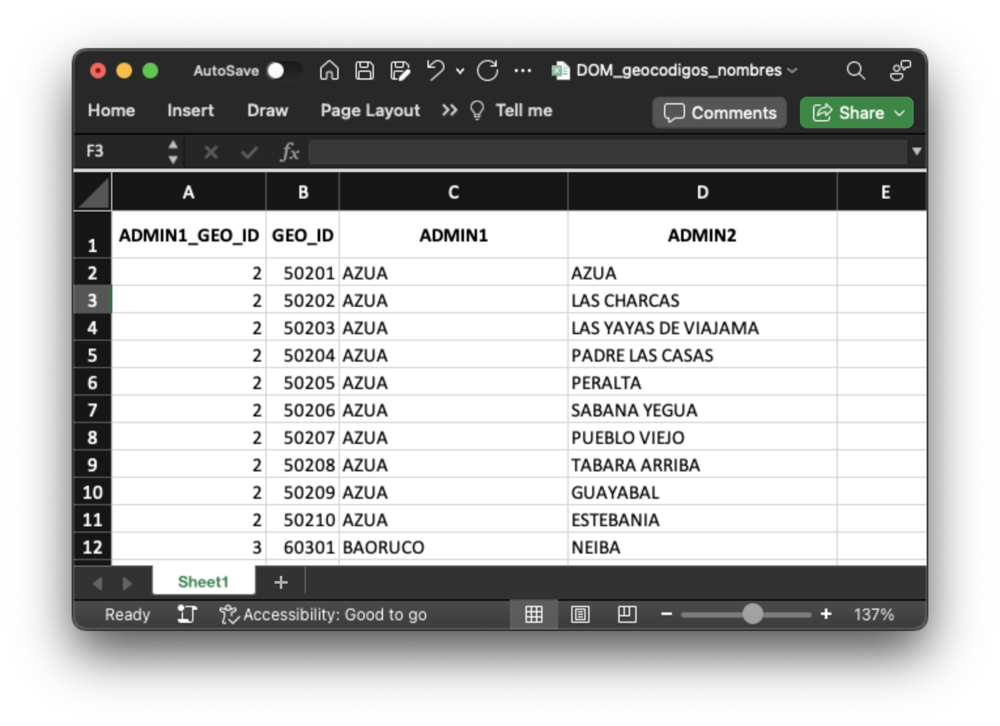 AutoSave DOM_geocodigos_nombres
Home Insert Draw Page Layout >> Tell me Comments Share
F3 fx
A B C D E
1 ADMIN1_GEO_ID GEO_ID ADMIN1 ADMIN2
2 2 50201 AZUA AZUA
3 2 50202 AZUA LAS CHARCAS
4 2 50203 AZUA LAS YAYAS DE VIAJAMA
5 2 50204 AZUA PADRE LAS CASAS
6 2 50205 AZUA PERALTA
7 2 50206 AZUA SABANA YEGUA
8 2 50207 AZUA PUEBLO VIEJO
9 2 50208 AZUA TABARA ARRIBA
10 2 50209 AZUA GUAYABAL
11 2 50210 AZUA ESTEBANIA
12 3 60301 BAORUCO NEIBA
Sheet1 +
Ready Accessibility: Good to go − + 137%